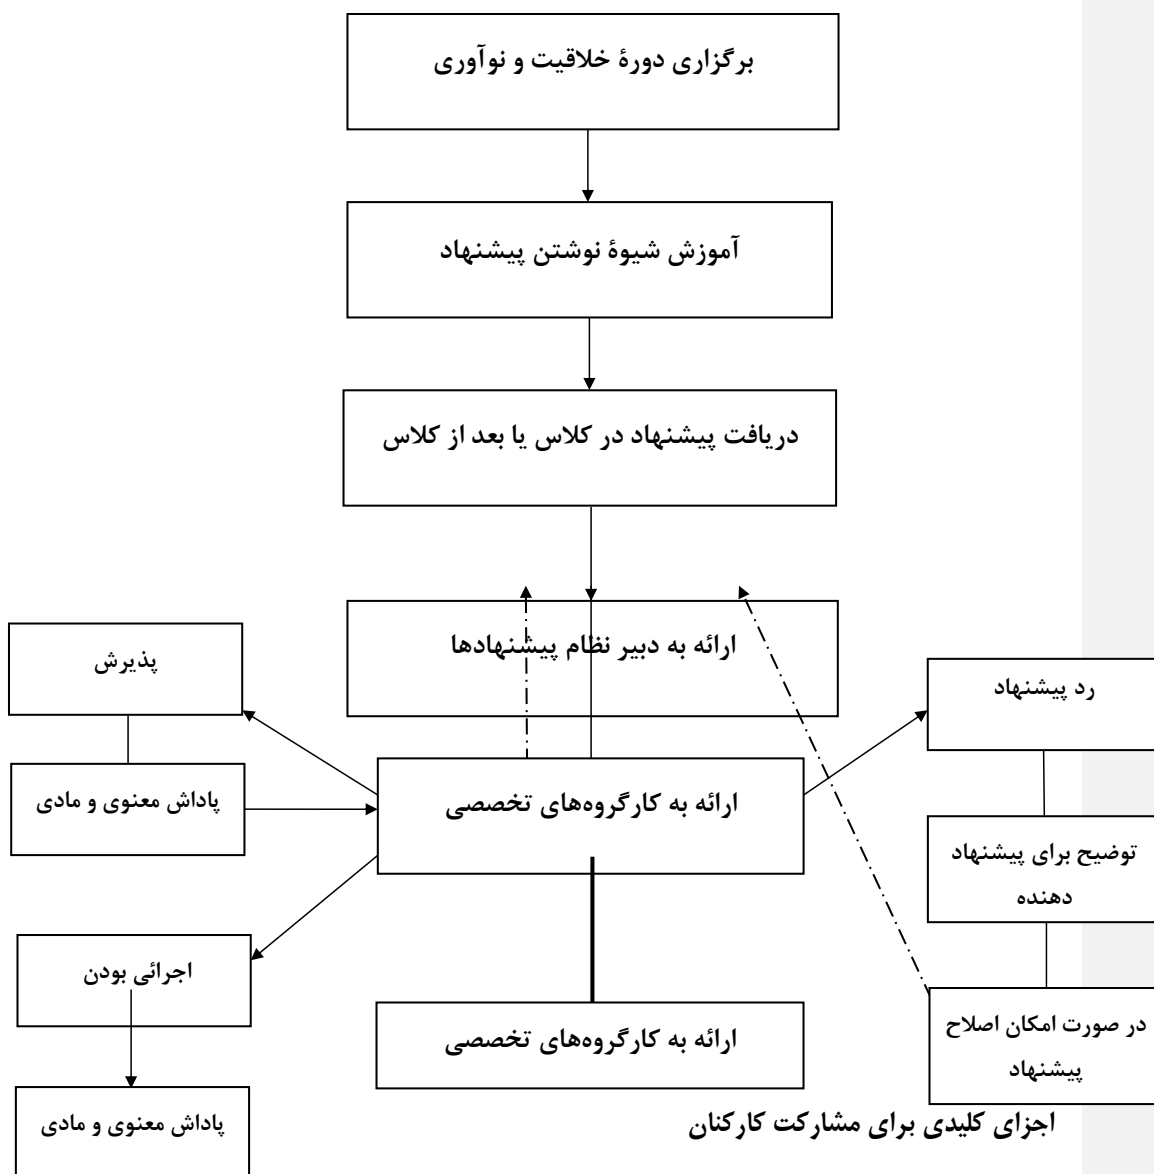 برگزاری دورۀ خلاقیت و نوآوری
آموزش شیوۀ نوشتن پیشنهاد
دریافت پیشنهاد در کلاس یا بعد از کلاس
ارائه به دبیر نظام پیشنهادها
پذیرش
رد پیشنهاد
ارائه به کارگروه‌های تخصصی
پاداش معنوی و مادی
توضیح برای پیشنهاد
دهنده
اجرائی بودن
ارائه به کارگروه‌های تخصصی
در صورت امکان اصلاح
پیشنهاد
پاداش معنوی و مادی
اجزای کلیدی برای مشارکت کارکنان